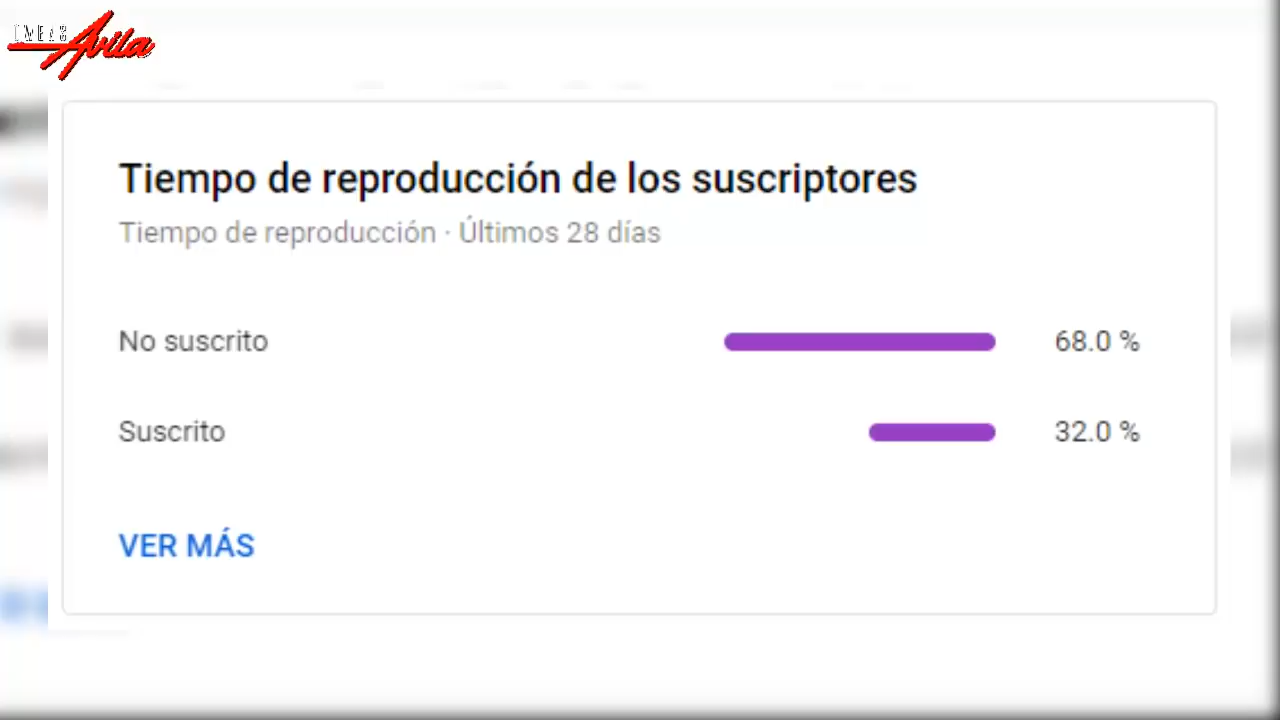 Avila
Tiempo de reproducción de los suscriptores
Tiempo de reproducción · Últimos 28 días
No suscrito 68.0 %
Suscrito 32.0 %
VER MÁS